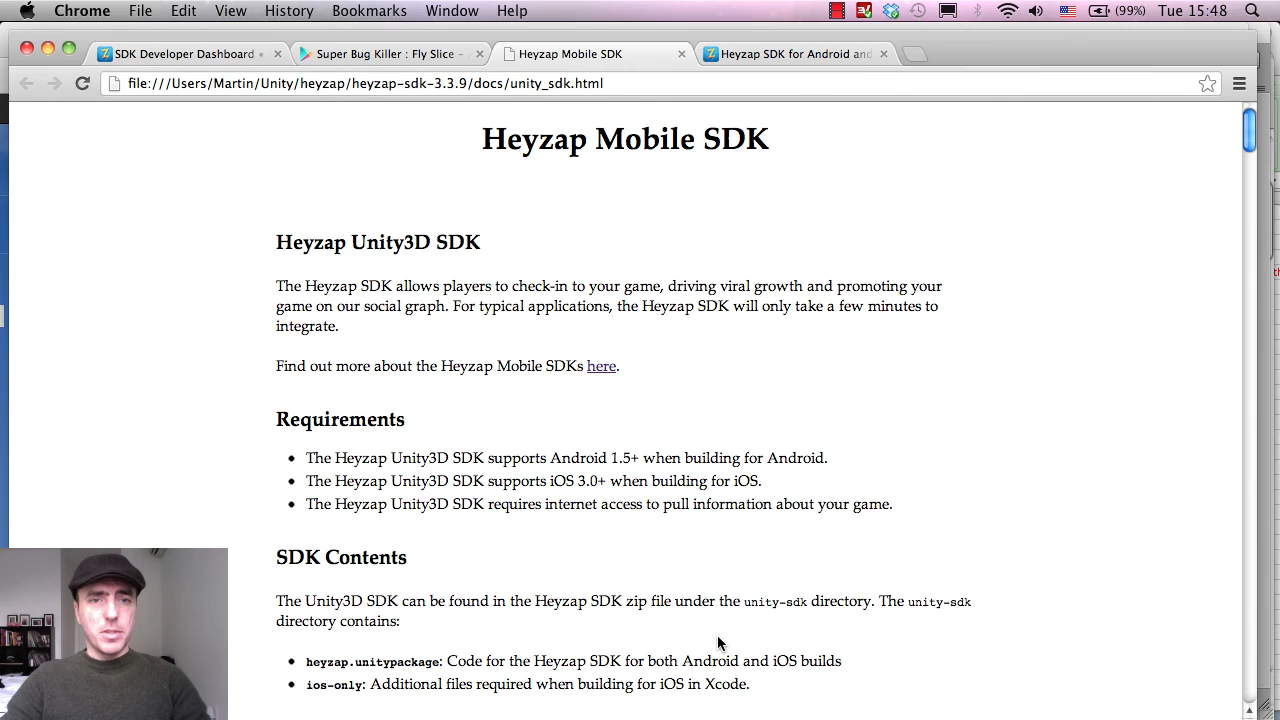 Chrome File Edit View History Bookmarks Window Help (99%) Tue 15:48
SDK Developer Dashboard Super Bug Killer : Fly Slice – Heyzap Mobile SDK Heyzap SDK for Android and
file:///Users/Martin/Unity/heyzap/heyzap-sdk-3.3.9/docs/unity_sdk.html
Heyzap Mobile SDK
Heyzap Unity3D SDK
The Heyzap SDK allows players to check-in to your game, driving viral growth and promoting your
game on our social graph. For typical applications, the Heyzap SDK will only take a few minutes to
integrate.
Find out more about the Heyzap Mobile SDKs here.
Requirements
• The Heyzap Unity3D SDK supports Android 1.5+ when building for Android.
• The Heyzap Unity3D SDK supports iOS 3.0+ when building for iOS.
• The Heyzap Unity3D SDK requires internet access to pull information about your game.
SDK Contents
The Unity3D SDK can be found in the Heyzap SDK zip file under the unity-sdk directory. The unity-sdk
directory contains:
• heyzap.unitypackage: Code for the Heyzap SDK for both Android and iOS builds
• ios-only: Additional files required when building for iOS in Xcode.